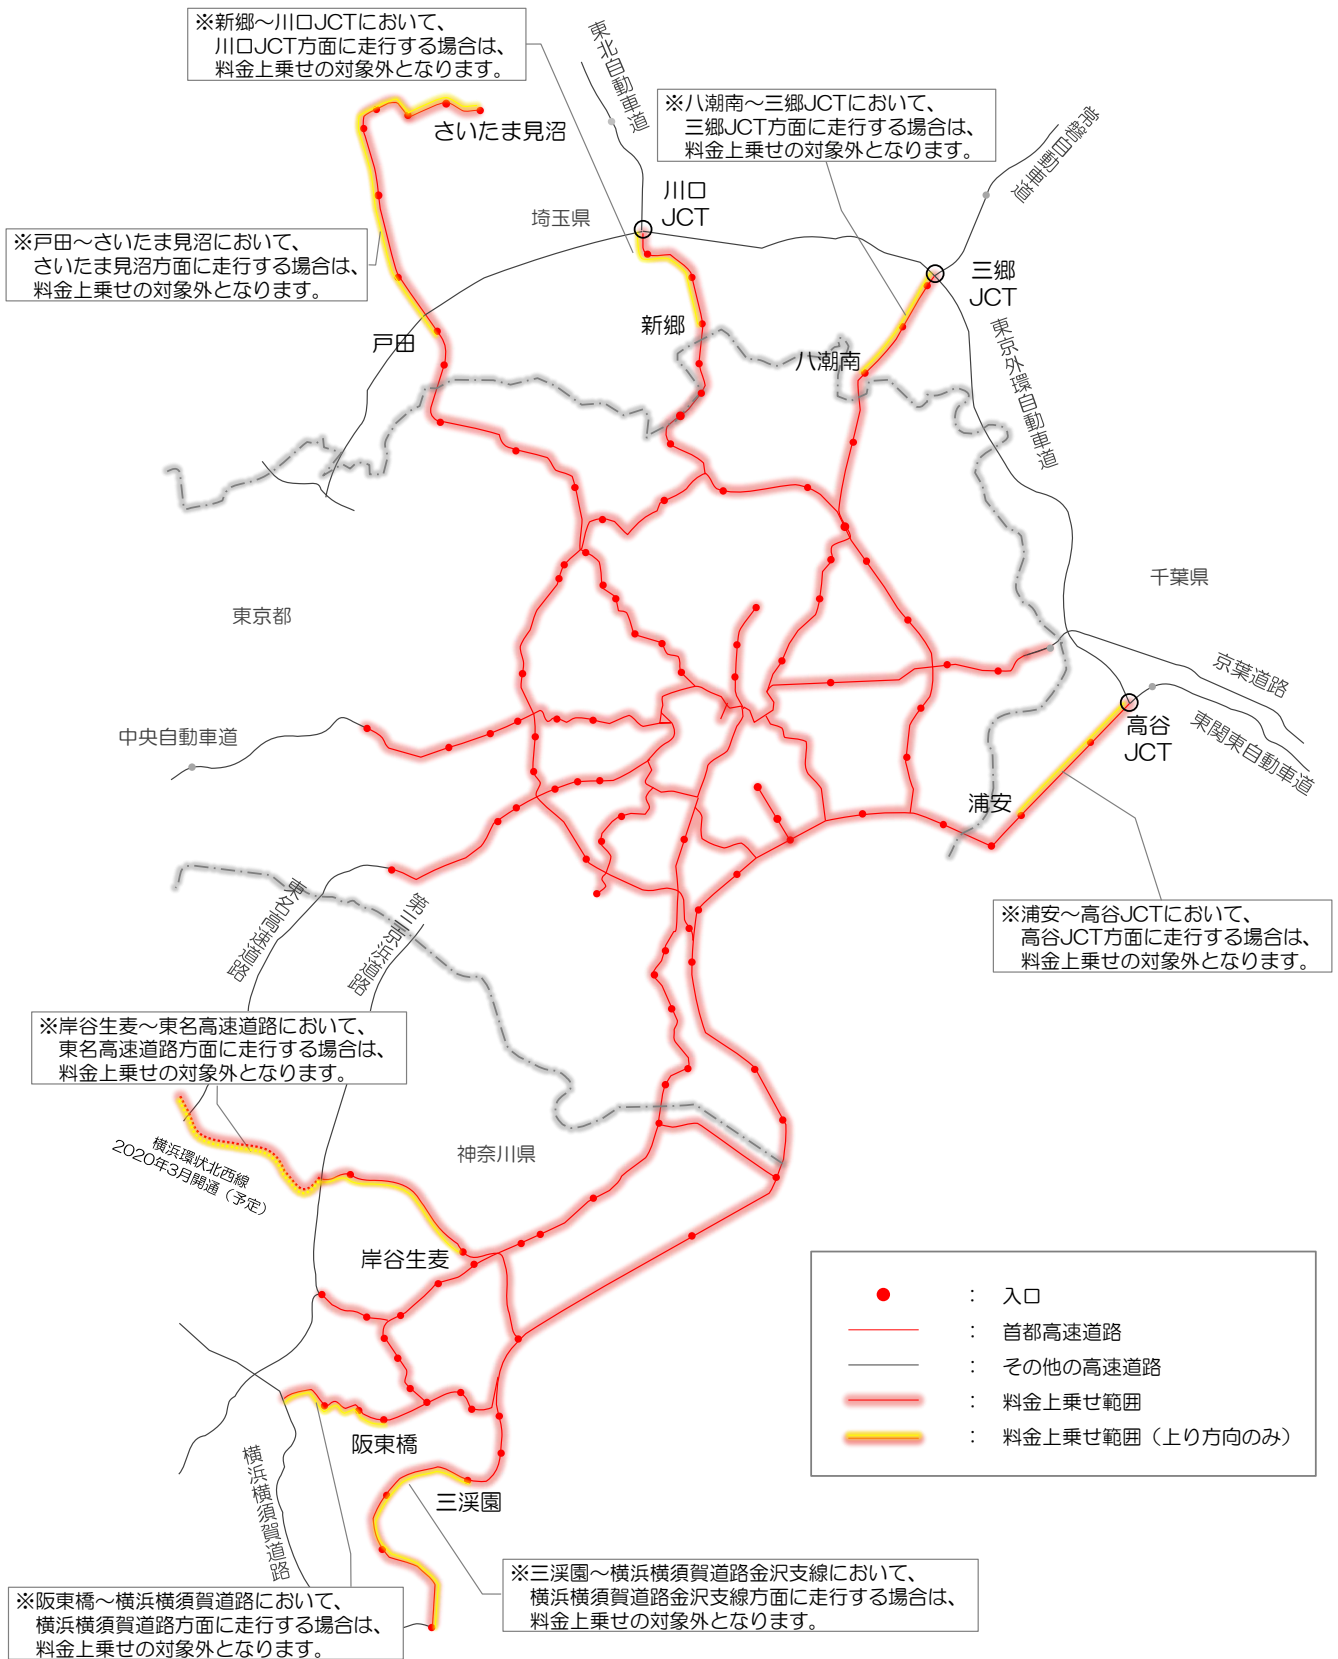 ※新郷～川口JCTにおいて、
川口JCT方面に走行する場合は、
料金上乗せの対象外となります。
東北自動車道
※八潮南～三郷JCTにおいて、
三郷JCT方面に走行する場合は、
料金上乗せの対象外となります。
常磐自動車道
さいたま見沼
川口
JCT
埼玉県
※戸田～さいたま見沼において、
さいたま見沼方面に走行する場合は、
料金上乗せの対象外となります。
三郷
JCT
新郷
戸田
八潮南
東京外環自動車道
千葉県
東京都
京葉道路
中央自動車道
高谷
JCT
東関東自動車道
浦安
東名高速道路
第三京浜道路
※浦安～高谷JCTにおいて、
高谷JCT方面に走行する場合は、
料金上乗せの対象外となります。
※岸谷生麦～東名高速道路において、
東名高速道路方面に走行する場合は、
料金上乗せの対象外となります。
横浜環状北西線
2020年3月開通（予定）
神奈川県
岸谷生麦
： 入口
： 首都高速道路
： その他の高速道路
： 料金上乗せ範囲
： 料金上乗せ範囲（上り方向のみ）
阪東橋
横浜横須賀道路
三渓園
※三渓園～横浜横須賀道路金沢支線において、
横浜横須賀道路金沢支線方面に走行する場合は、
料金上乗せの対象外となります。
※阪東橋～横浜横須賀道路において、
横浜横須賀道路方面に走行する場合は、
料金上乗せの対象外となります。